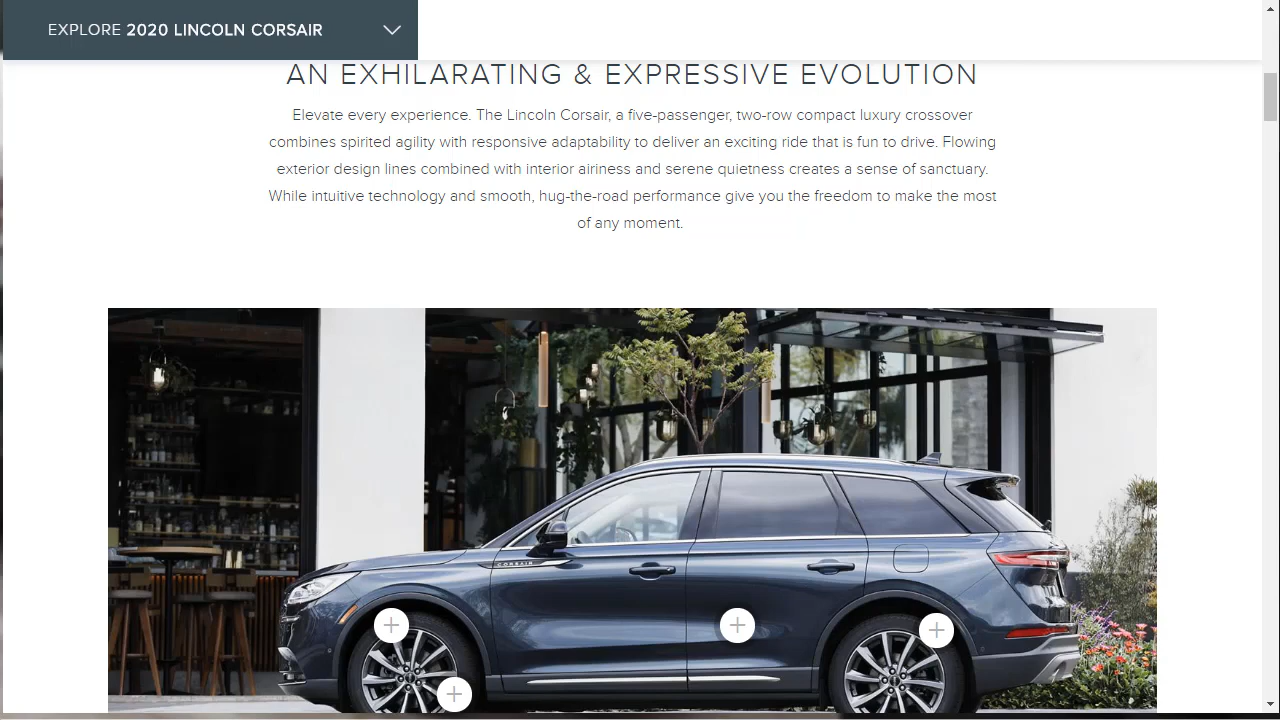 EXPLORE 2020 LINCOLN CORSAIR
AN EXHILARATING & EXPRESSIVE EVOLUTION
Elevate every experience. The Lincoln Corsair, a five-passenger, two-row compact luxury crossover
combines spirited agility with responsive adaptability to deliver an exciting ride that is fun to drive. Flowing
exterior design lines combined with interior airiness and serene quietness creates a sense of sanctuary.
While intuitive technology and smooth, hug-the-road performance give you the freedom to make the most
of any moment.
CORSAIR